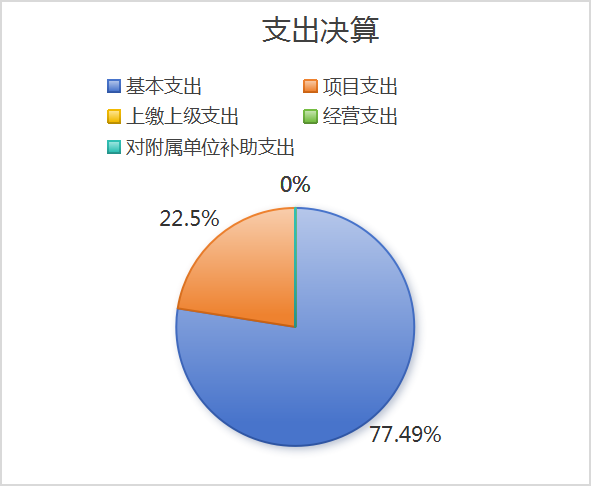 支出决算
基本支出 项目支出
上缴上级支出 经营支出
对附属单位补助支出
0%
22.5%
77.49%